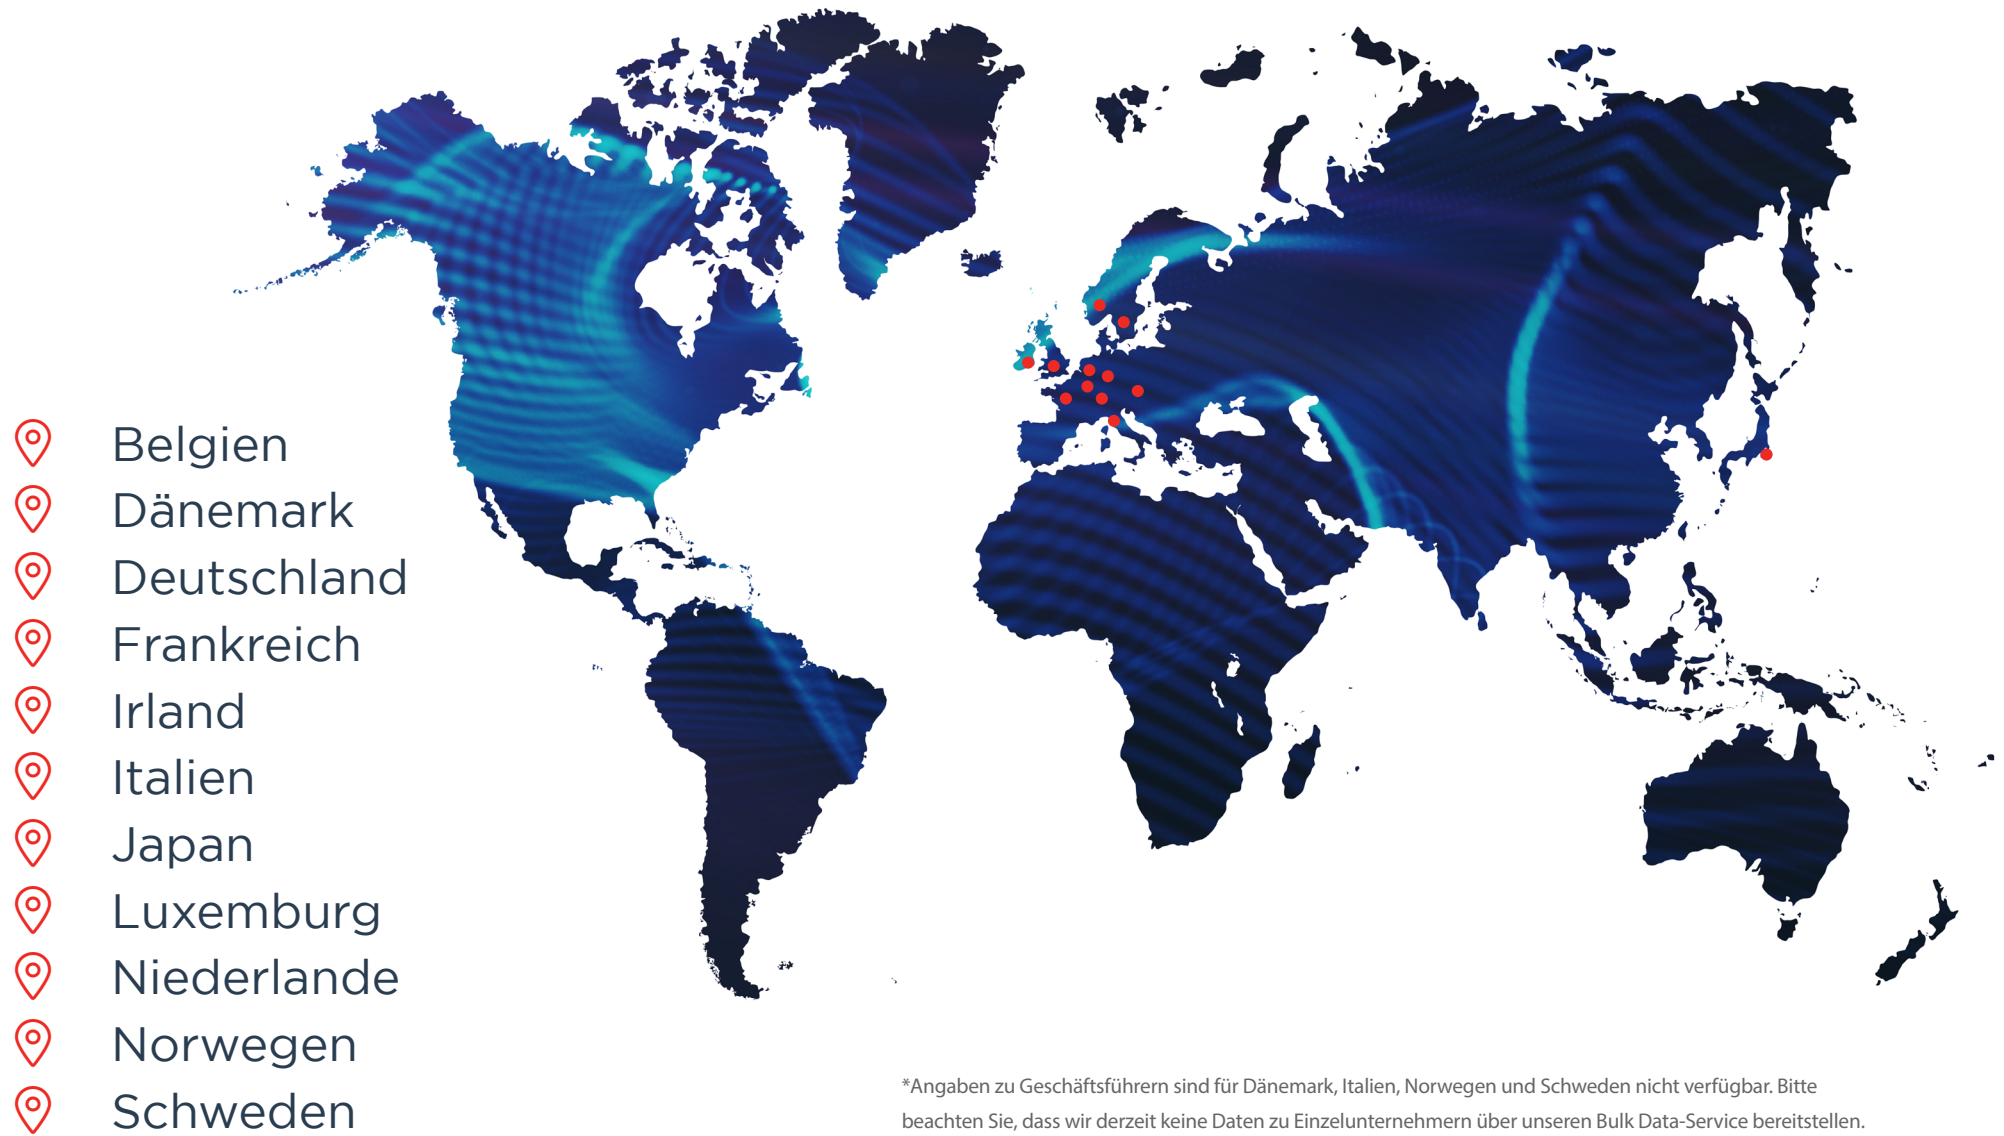 Belgien
Dänemark
Deutschland
Frankreich
Irland
Italien
Japan
Luxemburg
Niederlande
Norwegen
Schweden
*Angaben zu Geschäftsführern sind für Dänemark, Italien, Norwegen und Schweden nicht verfügbar. Bitte
beachten Sie, dass wir derzeit keine Daten zu Einzelunternehmern über unseren Bulk Data-Service bereitstellen.